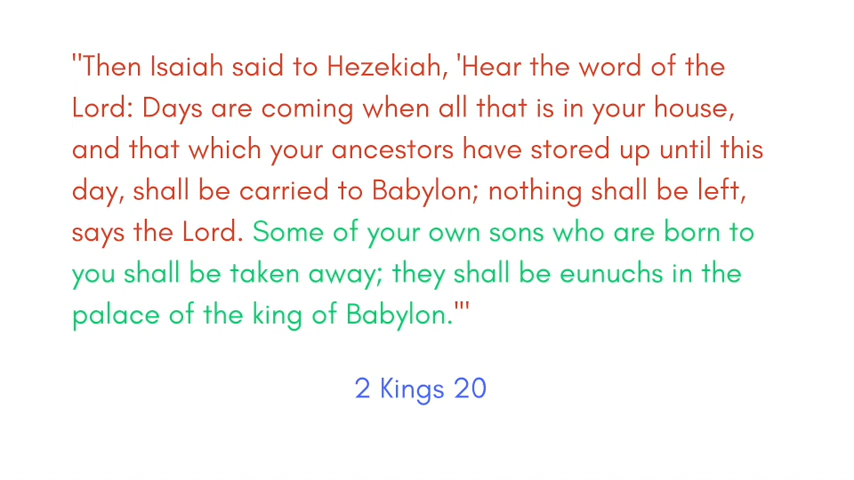 "Then Isaiah said to Hezekiah, 'Hear the word of the
Lord: Days are coming when all that is in your house,
and that which your ancestors have stored up until this
day, shall be carried to Babylon; nothing shall be left,
says the Lord. Some of your own sons who are born to
you shall be taken away; they shall be eunuchs in the
palace of the king of Babylon.'"
2 Kings 20